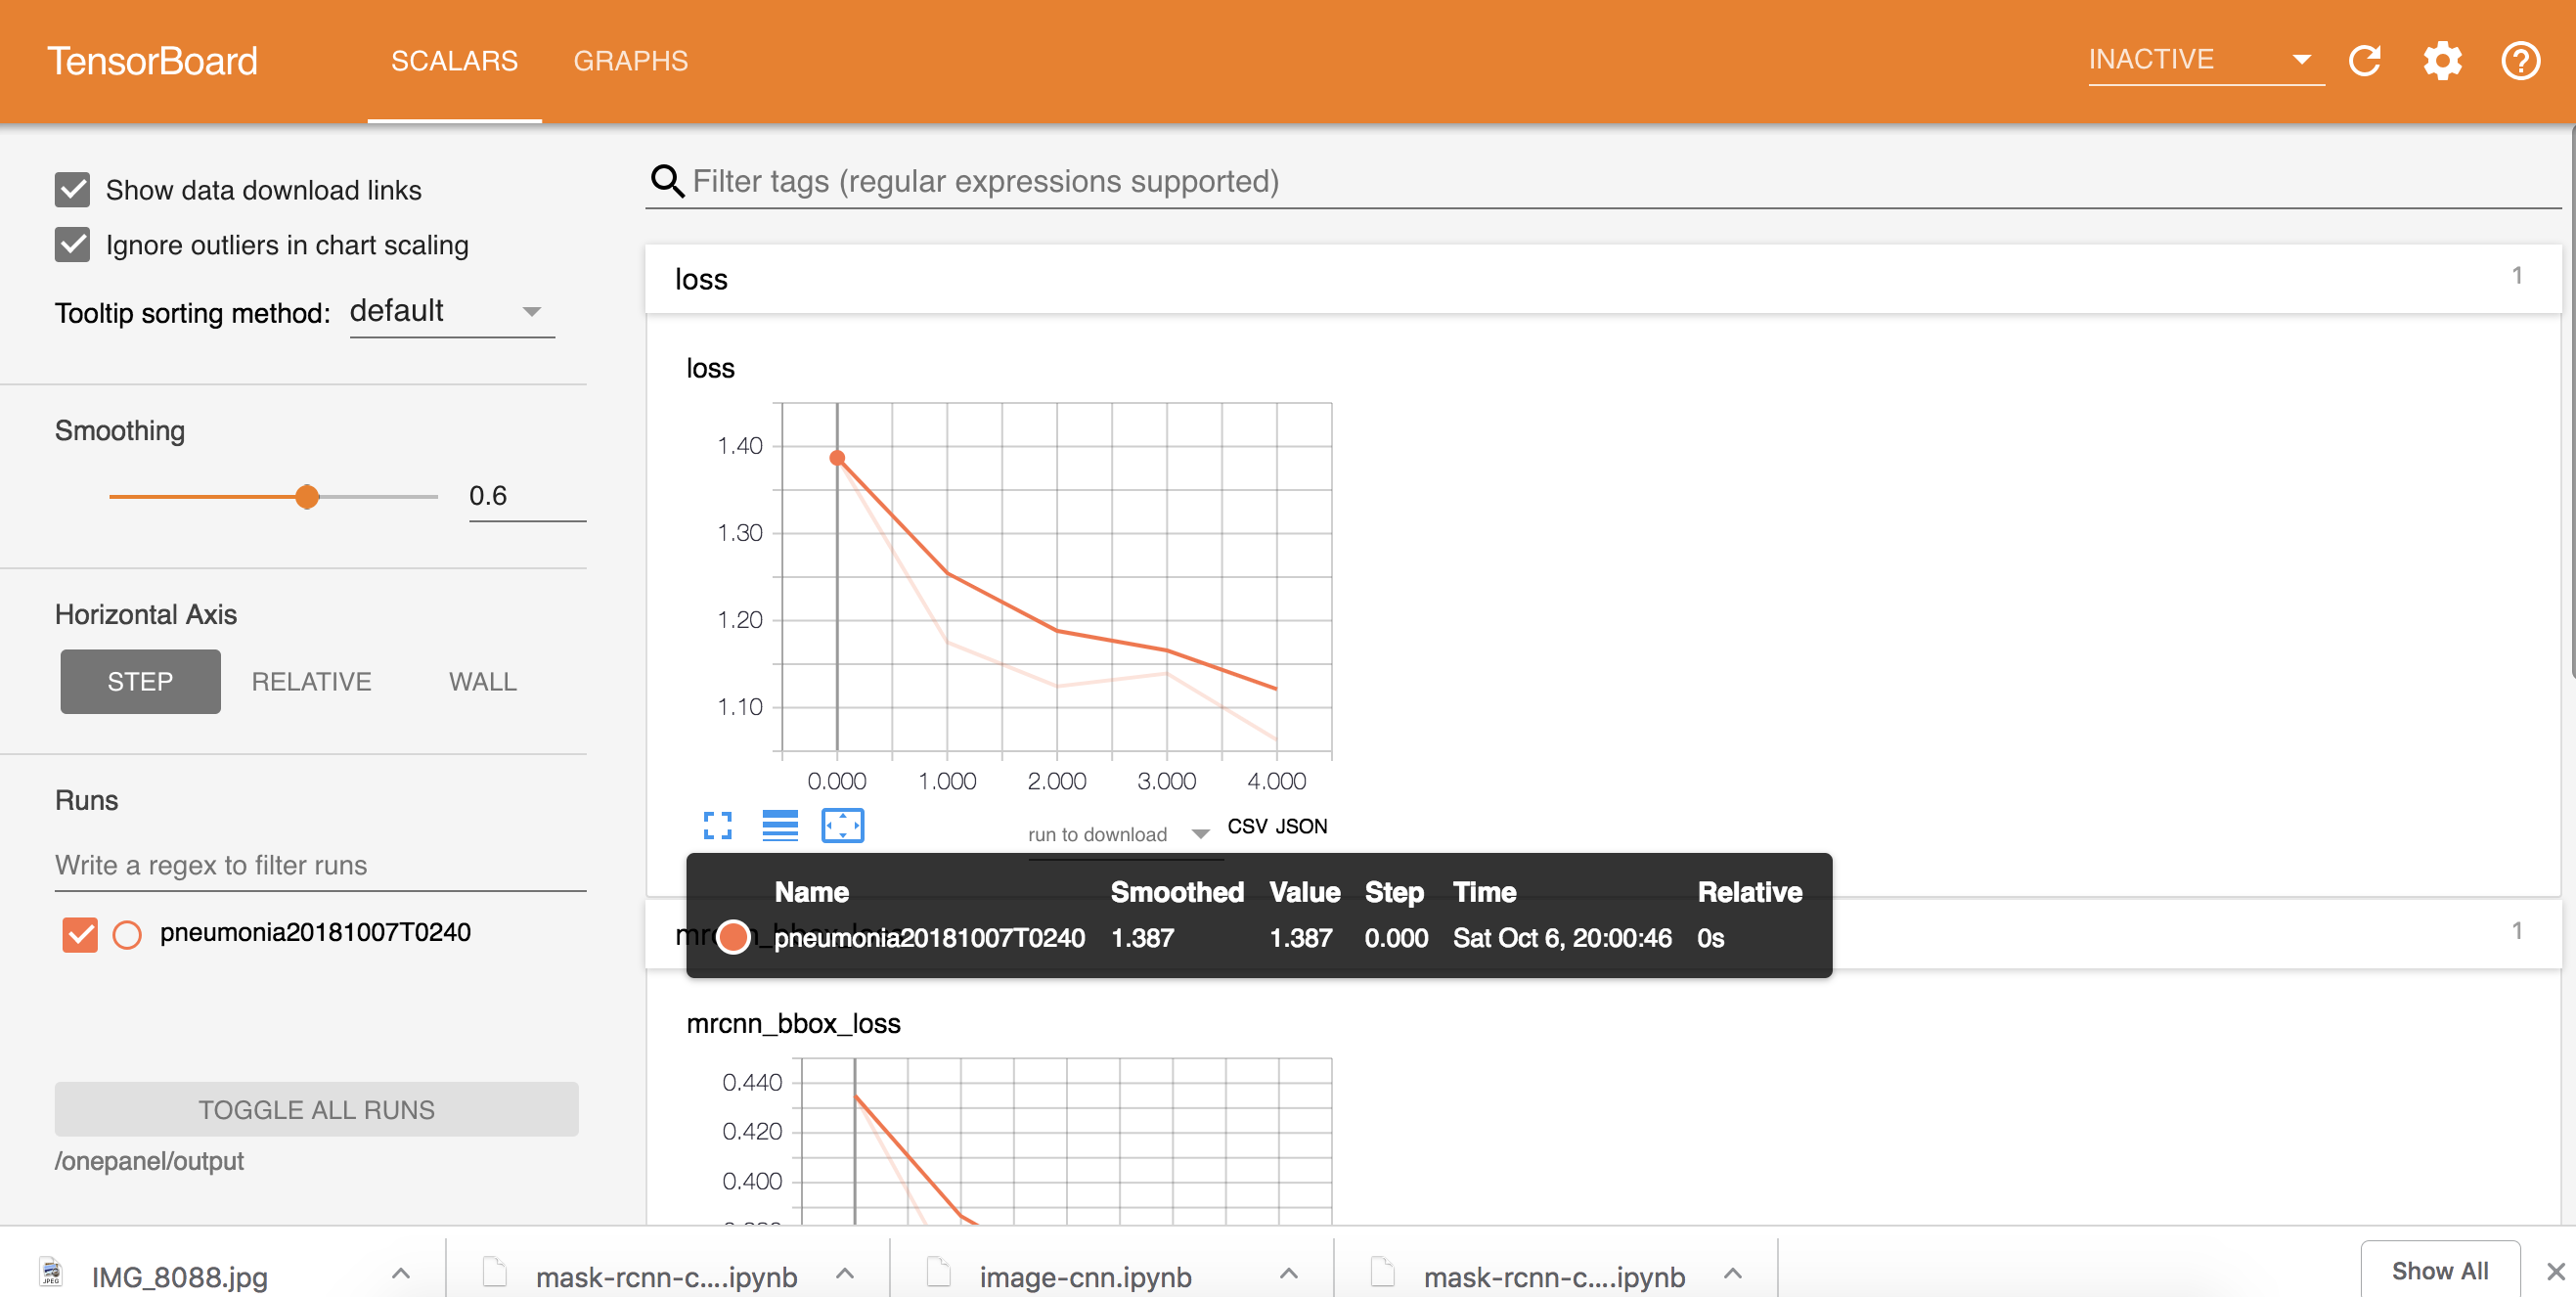 TensorBoard SCALARS GRAPHS INACTIVE
Show data download links
Ignore outliers in chart scaling
Tooltip sorting method: default
Smoothing
0.6
Horizontal Axis
STEP RELATIVE WALL
Runs
Write a regex to filter runs
pneumonia20181007T0240
TOGGLE ALL RUNS
/onepanel/output
Filter tags (regular expressions supported)
loss 1
loss
1.40
1.30
1.20
1.10
0.000 1.000 2.000 3.000 4.000
run to download CSV JSON
Name Smoothed Value Step Time Relative
pneumonia20181007T0240 1.387 1.387 0.000 Sat Oct 6, 20:00:46 0s
1
mrcnn_bbox_loss
0.440
0.420
0.400
IMG_8088.jpg mask-rcnn-c....ipynb image-cnn.ipynb mask-rcnn-c....ipynb Show All